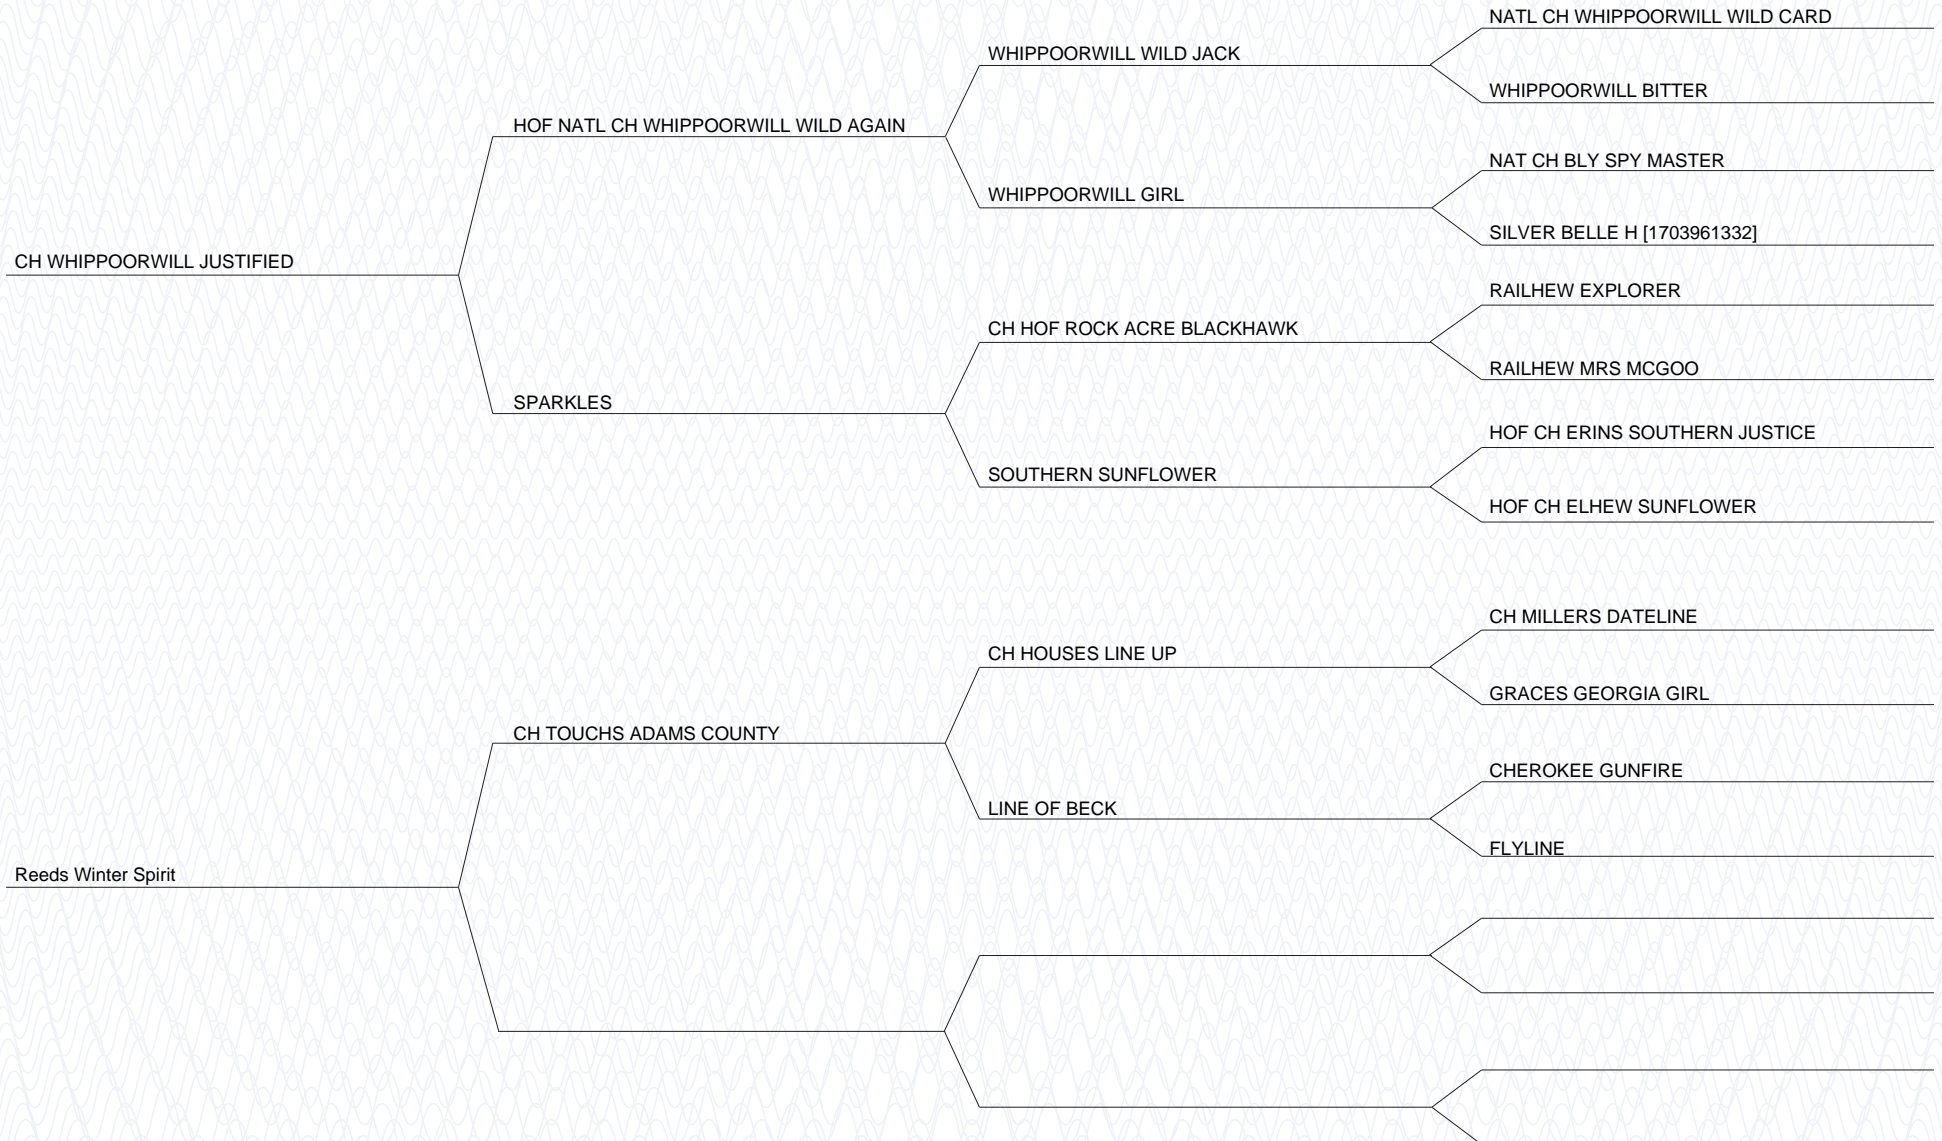 NATL CH WHIPPOORWILL WILD CARD
WHIPPOORWILL WILD JACK
WHIPPOORWILL BITTER
HOF NATL CH WHIPPOORWILL WILD AGAIN
NAT CH BLY SPY MASTER
WHIPPOORWILL GIRL
SILVER BELLE H [1703961332]
CH WHIPPOORWILL JUSTIFIED
RAILHEW EXPLORER
CH HOF ROCK ACRE BLACKHAWK
RAILHEW MRS MCGOO
SPARKLES
HOF CH ERINS SOUTHERN JUSTICE
SOUTHERN SUNFLOWER
HOF CH ELHEW SUNFLOWER
CH MILLERS DATELINE
CH HOUSES LINE UP
GRACES GEORGIA GIRL
CH TOUCHS ADAMS COUNTY
CHEROKEE GUNFIRE
LINE OF BECK
FLYLINE
Reeds Winter Spirit